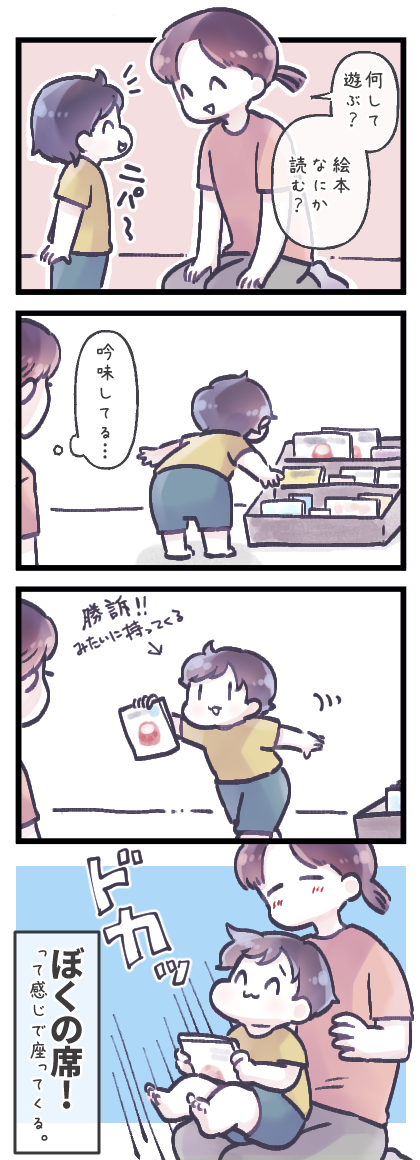 何して
遊ぶ？
絵本
なにか
読む？
ニパ〜
吟味してる…
勝訴!!
みたいに持ってくる
ドカッ
ぼくの席！
って感じで座ってくる。